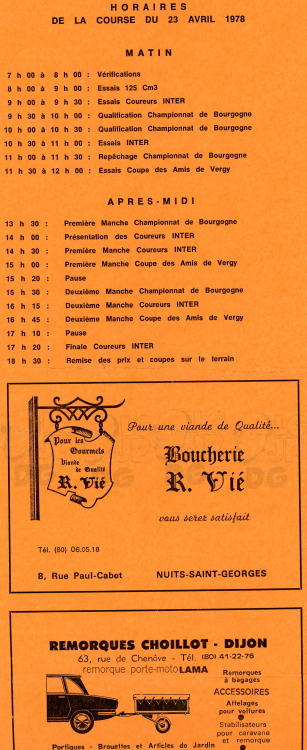 HORAIRES
DE LA COURSE DU 23 AVRIL 1978
MATIN
7 h 00 à 8 h 00 : Vérifications
8 h 00 à 9 h 00 : Essais 125 Cm3
9 h 00 à 9 h 30 : Essais Coureurs INTER
9 h 30 à 10 h 00 : Qualification Championnat de Bourgogne
10 h 00 à 10 h 30 : Qualification Championnat de Bourgogne
10 h 30 à 11 h 00 : Essais INTER
11 h 00 à 11 h 30 : Repêchage Championnat de Bourgogne
11 h 30 à 12 h 00 : Essais Coupe des Amis de Vergy
APRES-MIDI
13 h 30 : Première Manche Championnat de Bourgogne
14 h 00 : Présentation des Coureurs INTER
14 h 30 : Première Manche Coureurs INTER
15 h 00 : Première Manche Coupe des Amis de Vergy
15 h 20 : Pause
15 h 30 : Deuxième Manche Championnat de Bourgogne
16 h 15 : Deuxième Manche Coureurs INTER
16 h 45 : Deuxième Manche Coupe des Amis de Vergy
17 h 10 : Pause
17 h 20 : Finale Coureurs INTER
18 h 30 : Remise des prix et coupes sur le terrain
Pour les
Gourmets
Viande
de Qualité
R. Vié
Pour une viande de Qualité...
Boucherie
R. Vié
vous serez satisfait
Tél. (80) 06.05.18
8, Rue Paul-Cabet NUITS-SAINT-GEORGES
REMORQUES CHOILLOT - DIJON
63, rue de Chenôve - Tél. (80) 41-22-76
remorque porte-moto LAMA
Remorques
à bagages
ACCESSOIRES
Attelages
pour voitures
Stabilisateurs
pour caravane
et remorque
Portiques - Brouettes et Articles de Jardin